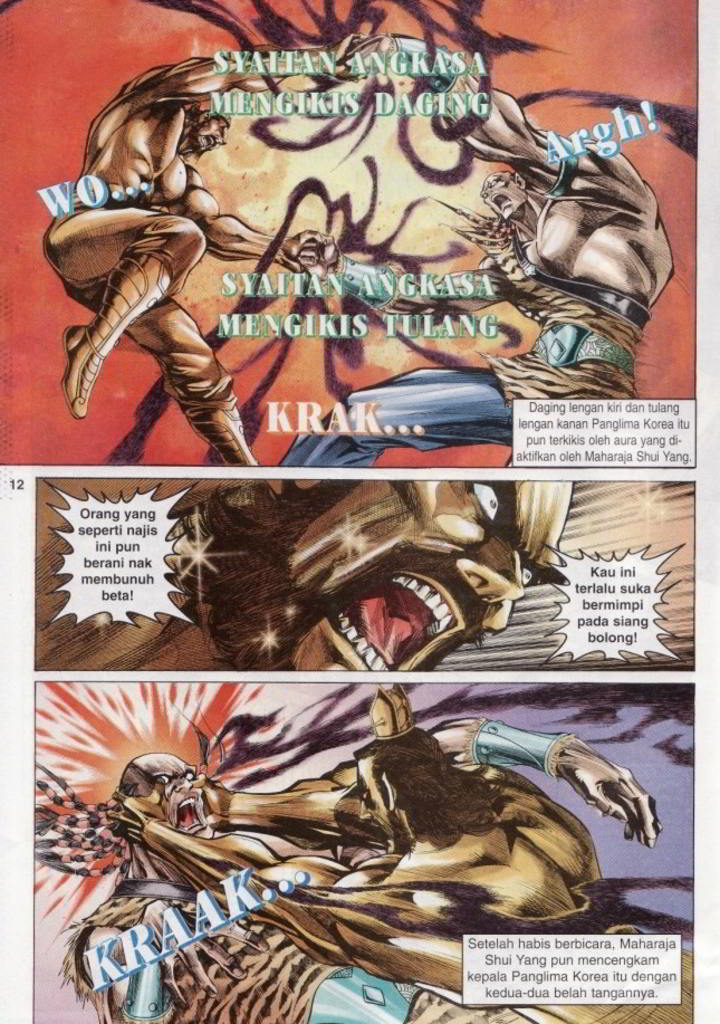 SYAITAN ANGKASA
MENGIKIS DAGING
Argh!
WO...
SYAITAN ANGKASA
MENGIKIS TULANG
KRAK...
Daging lengan kiri dan tulang
lengan kanan Panglima Korea itu
pun terkikis oleh aura yang di-
aktifkan oleh Maharaja Shui Yang.
12
Orang yang
seperti najis
ini pun
berani nak
membunuh
beta!
Kau ini
terlalu suka
bermimpi
pada siang
bolong!
KRAAK...
Setelah habis berbicara, Maharaja
Shui Yang pun mencengkam
kepala Panglima Korea itu dengan
kedua-dua belah tangannya.